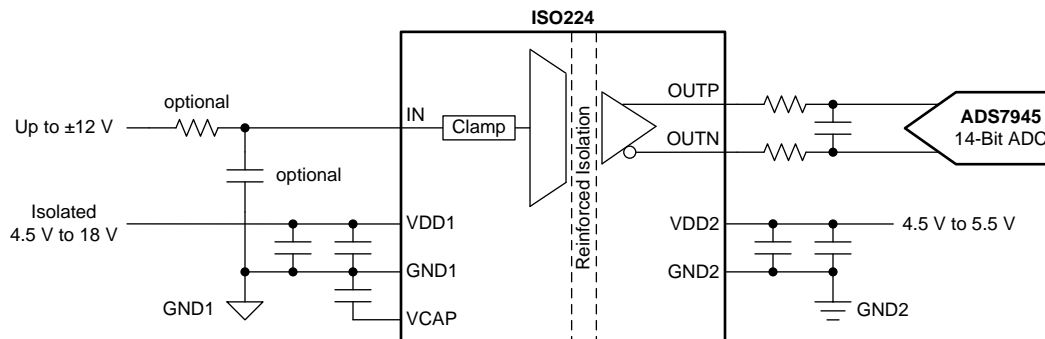 ISO224
optional
Up to ±12 V
IN
Clamp
optional
Isolated
4.5 V to 18 V
VDD1
GND1
GND1
VCAP
Reinforced Isolation
OUTP
OUTN
ADS7945
14-Bit ADC
VDD2
4.5 V to 5.5 V
GND2
GND2